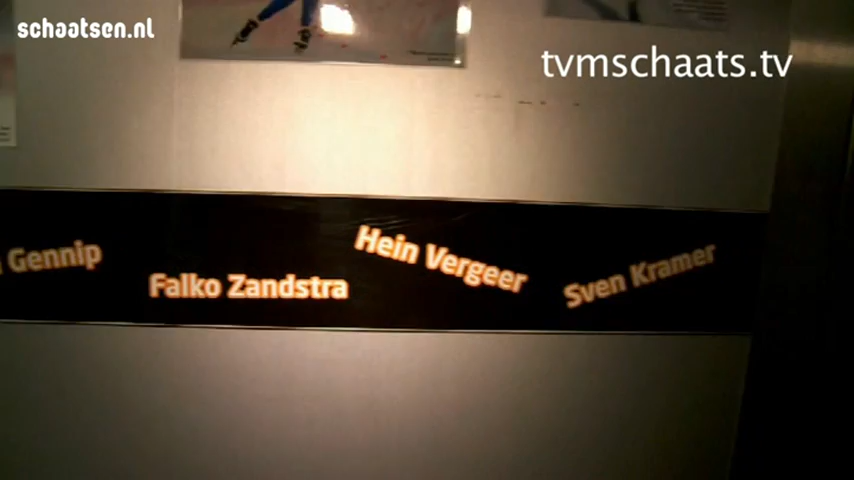 schaatsen.nl
tvmschaats.tv
Gennip
Falko Zandstra
Hein Vergeer
Sven Kramer